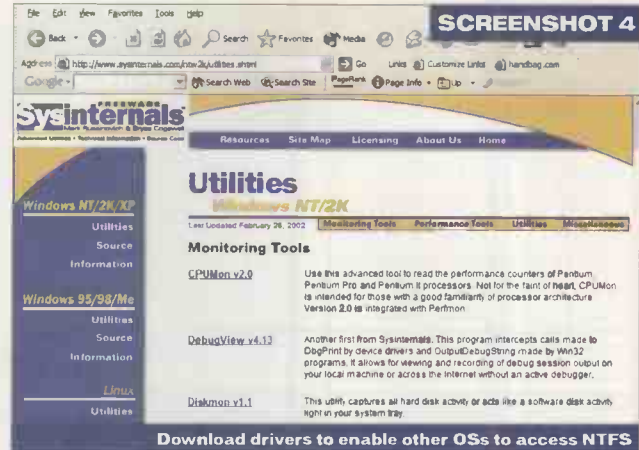 SCREENSHOT 4
File Edit View Favorites Tools Help
Back Search Favorites Media
Address http://www.sysinternals.com/ntw2k/utilities.shtml Go Links Customize Links handbag.com
Google Search Web Search Site PageRank Page Info Up
FREEWARE
Sysinternals
Mark Russinovich & Bryce Cogswell
Advanced Utilities • Technical Information • Source Code
Resources Site Map Licensing About Us Home
Windows NT/2K/XP
Utilities
Source
Information
Windows 95/98/Me
Utilities
Source
Information
Linux
Utilities
Utilities
Windows NT/2K
Last Updated February 26, 2002 Monitoring Tools Performance Tools Utilities Miscellaneous
Monitoring Tools
CPUMon v2.0
Use this advanced tool to read the performance counters of Pentium,
Pentium Pro and Pentium II processors. Not for the faint of heart, CPUMon
is intended for those with a good familiarity of processor architecture
Version 2.0 is integrated with Perfmon
DebugView v4.13
Another first from Sysinternals. This program intercepts calls made to
DbgPrint by device drivers and OutputDebugString made by Win32
programs. It allows for viewing and recording of debug session output on
your local machine or across the Internet without an active debugger.
Diskmon v1.1
This utility captures all hard disk activity or acts like a software disk activity
light in your system tray.
Download drivers to enable other OSs to access NTFS